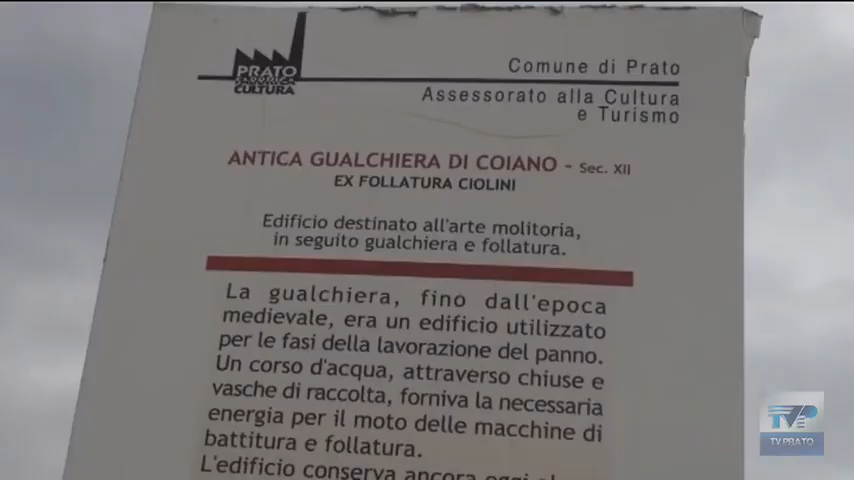 PRATO
FABBRICA
CULTURA
Comune di Prato
Assessorato alla Cultura
e Turismo
ANTICA GUALCHIERA DI COIANO - Sec. XII
EX FOLLATURA CIOLINI
Edificio destinato all'arte molitoria,
in seguito gualchiera e follatura.
La gualchiera, fino dall'epoca
medievale, era un edificio utilizzato
per le fasi della lavorazione del panno.
Un corso d'acqua, attraverso chiuse e
vasche di raccolta, forniva la necessaria
energia per il moto delle macchine di
battitura e follatura.
L'edificio conserva ancora oggi
TVP
TV PRATO